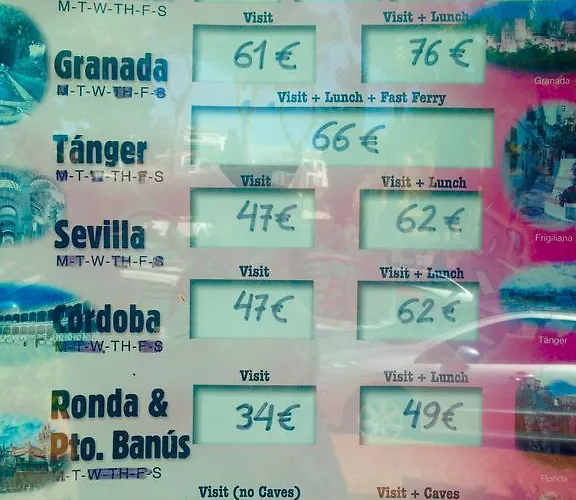 M-T-W-TH-F-S
Visit Visit + Lunch
Granada 61 € 76 €
M-T-W-TH-F-S
Granada
Visit + Lunch + Fast Ferry
Tánger 66 €
M-T-W-TH-F-S
Visit Visit + Lunch
Sevilla 47€ 62 €
M-T-W-TH-F-S
Frigiliana
Visit Visit + Lunch
Córdoba 47€ 62 €
M-T-W-TH-F-S
Tánger
Visit Visit + Lunch
Ronda & 34€ 49€
Pto. Banús
M-T-W-TH-F-S
Ronda
Visit (no Caves) Visit + Caves